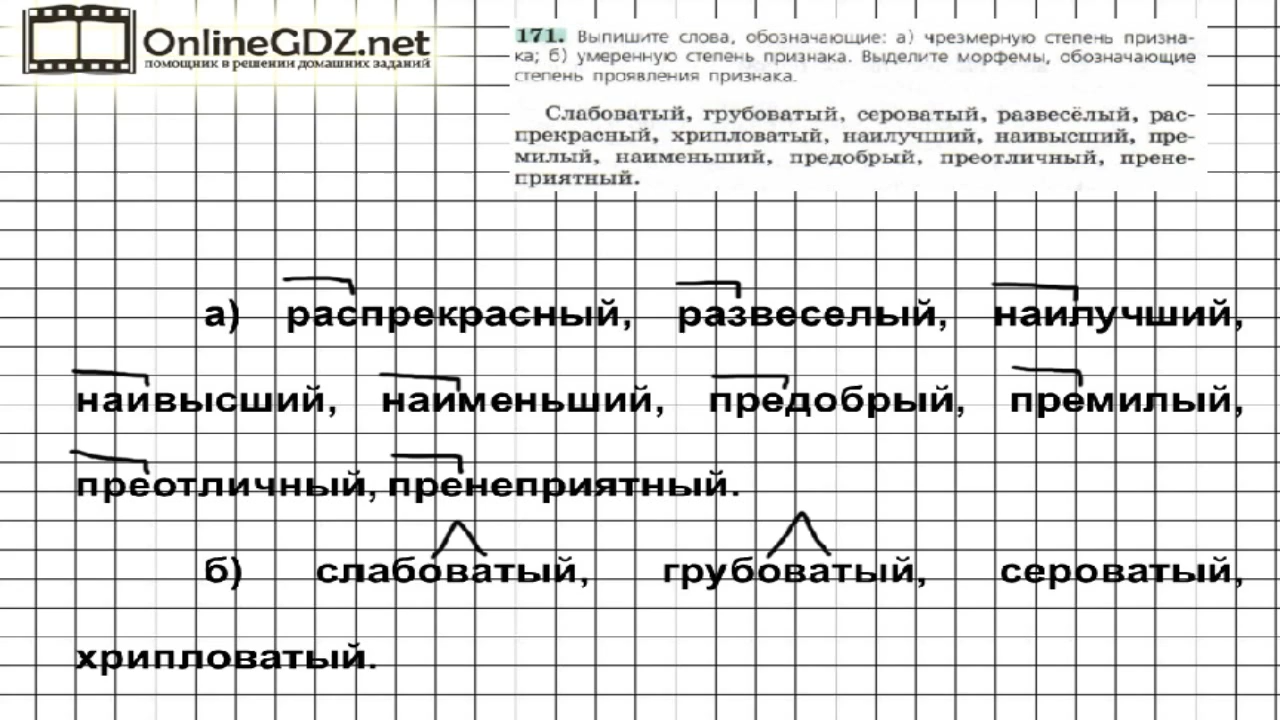 OnlineGDZ.net
помощник в решении домашних заданий
171. Выпишите слова, обозначающие: а) чрезмерную степень призна-
ка; б) умеренную степень признака. Выделите морфемы, обозначающие
степень проявления признака.
Слабоватый, грубоватый, сероватый, развесёлый, рас-
прекрасный, хрипловатый, наилучший, наивысший, пре-
милый, наименьший, предобрый, преотличный, прене-
приятный.
а) распрекрасный, развеселый, наилучший,
наивысший, наименьший, предобрый, премилый,
преотличный, пренеприятный.
б) слабоватый, грубоватый, сероватый,
хрипловатый.